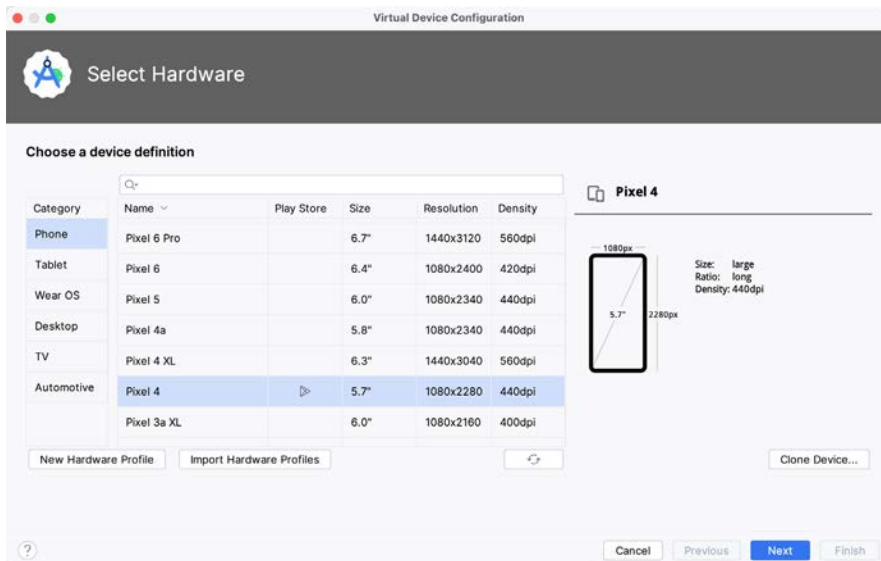 Virtual Device Configuration
Select Hardware
Choose a device definition
Category Name Play Store Size Resolution Density
Phone
Tablet
Wear OS
Desktop
TV
Automotive
Pixel 6 Pro 6.7" 1440x3120 560dpi
Pixel 6 6.4" 1080x2400 420dpi
Pixel 5 6.0" 1080x2340 440dpi
Pixel 4a 5.8" 1080x2340 440dpi
Pixel 4 XL 6.3" 1440x3040 560dpi
Pixel 4 5.7" 1080x2280 440dpi
Pixel 3a XL 6.0" 1080x2160 400dpi
Pixel 4
1080px
5.7"
2280px
Size: large
Ratio: long
Density: 440dpi
New Hardware Profile Import Hardware Profiles Clone Device...
? Cancel Previous Next Finish